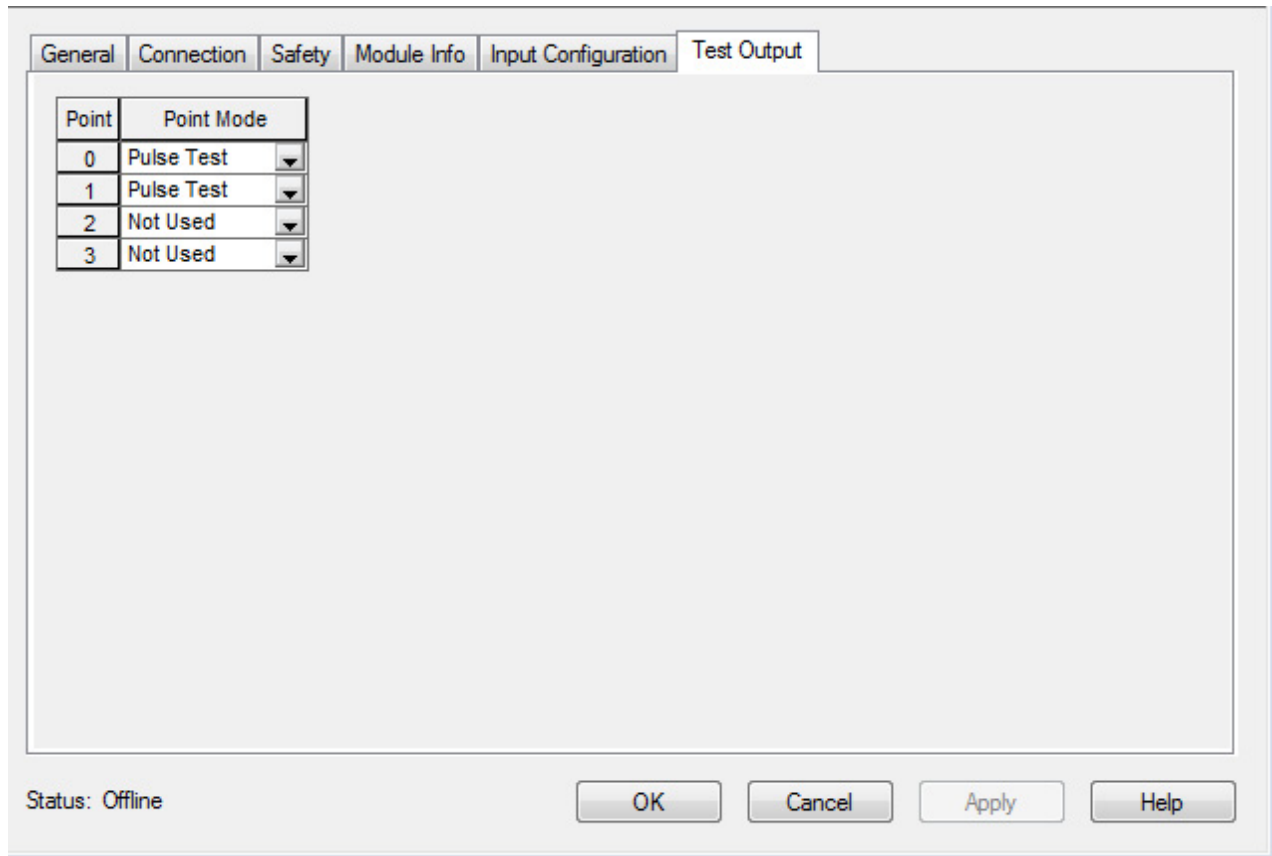 General Connection Safety Module Info Input Configuration Test Output
Point Point Mode
0 Pulse Test
1 Pulse Test
2 Not Used
3 Not Used
Status: Offline OK Cancel Apply Help